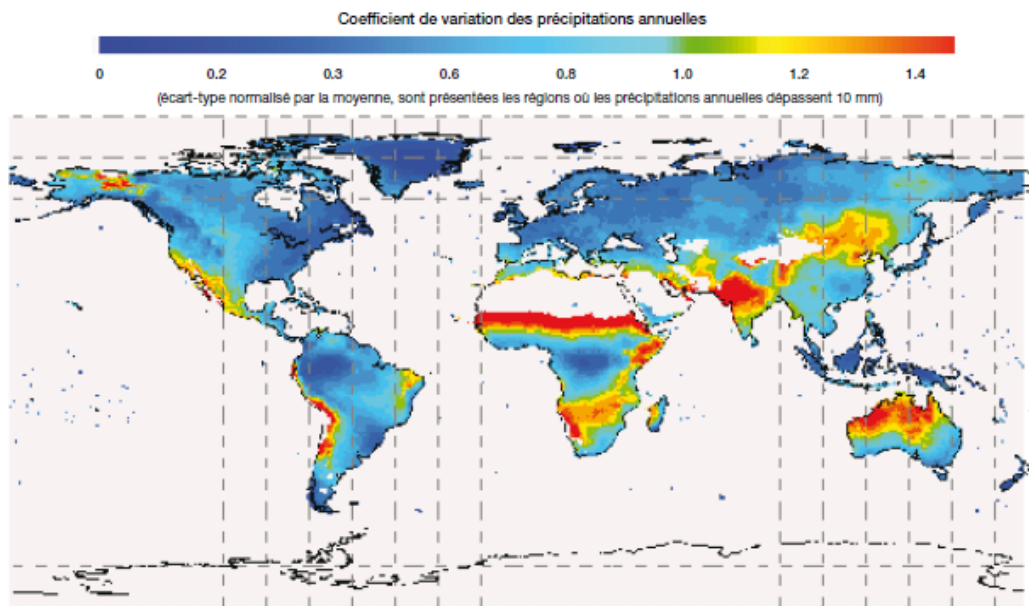 Coefficient de variation des précipitations annuelles
0 0.2 0.3 0.6 0.8 1.0 1.2 1.4
(écart-type normalisé par la moyenne, sont présentées les régions où les précipitations annuelles dépassent 10 mm)